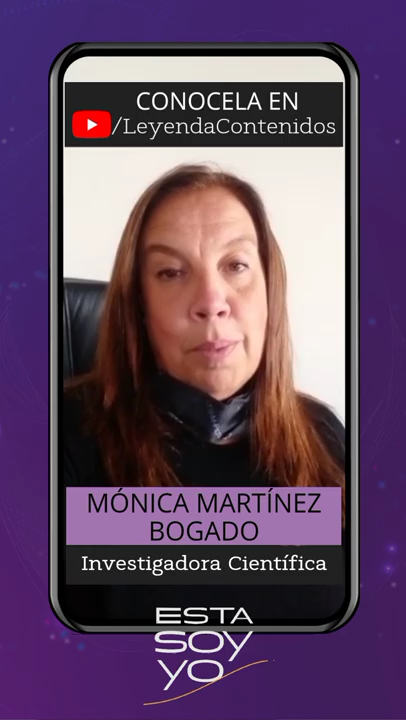 CONOCELA EN
/LeyendaContenidos
MÓNICA MARTÍNEZ
BOGADO
Investigadora Científica
ESTA
SOY
YO